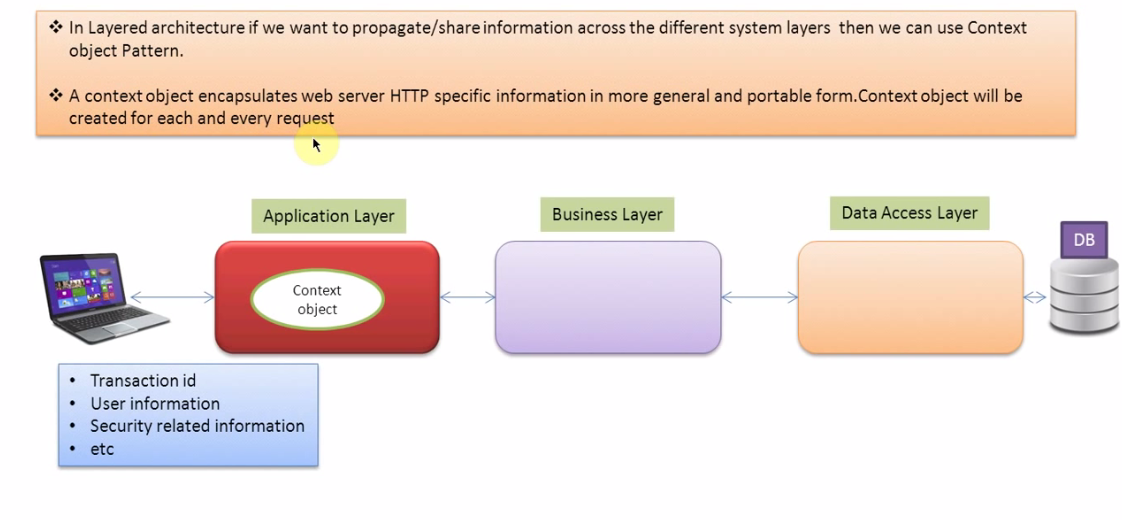 ❖ In Layered architecture if we want to propagate/share information across the different system layers then we can use Context
object Pattern.
❖ A context object encapsulates web server HTTP specific information in more general and portable form.Context object will be
created for each and every request
Application Layer
Business Layer
Data Access Layer
DB
Context
object
• Transaction id
• User information
• Security related information
• etc